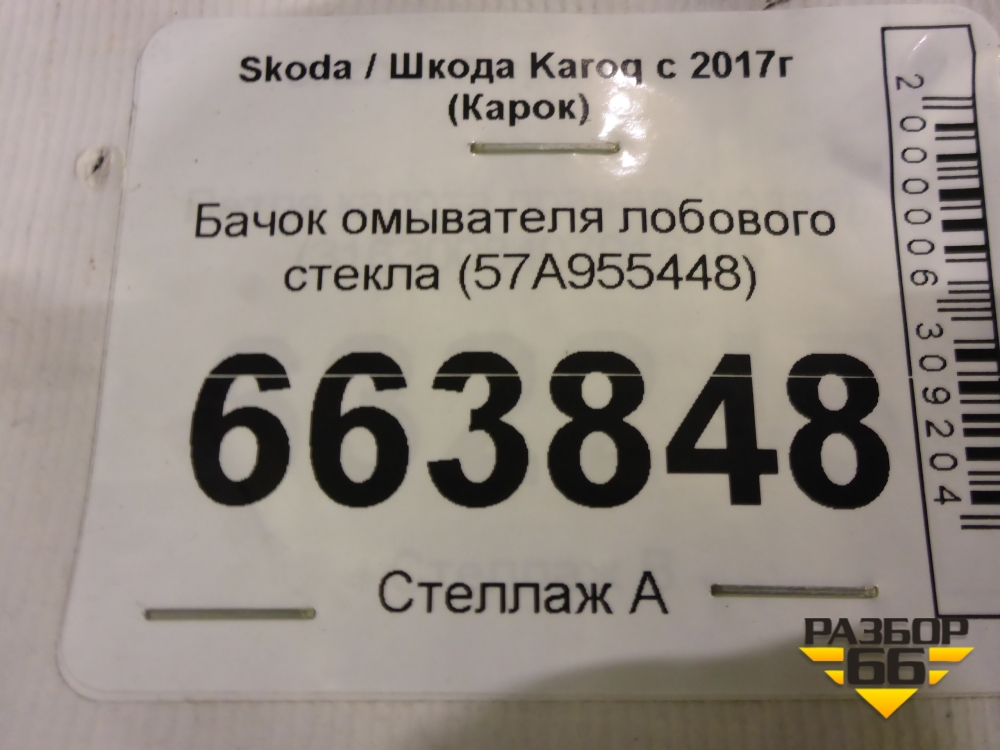 Skoda / Шкода Karoq с 2017г
(Карок)
Бачок омывателя лобового
стекла (57A955448)
663848
Стеллаж А
2000006309204
РАЗБОР
66